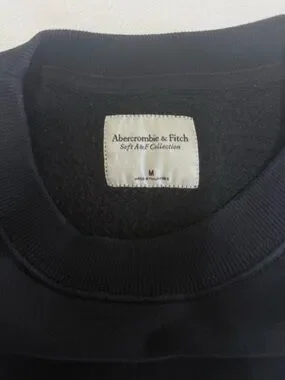 Abercrombie & Fitch
Soft A&F Collection
M